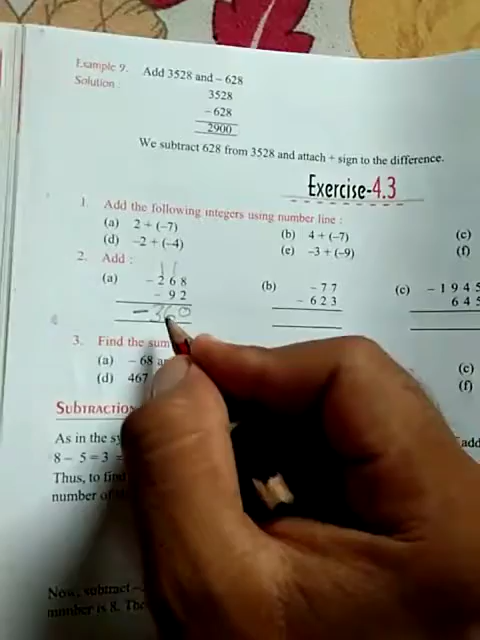 Example 9. Add 3528 and – 628
Solution :
3528
– 628
2900
We subtract 628 from 3528 and attach + sign to the difference.
Exercise-4.3
1. Add the following integers using number line :
(a) 2 + (–7) (b) 4 + (–7) (c)
(d) –2 + (–4) (e) –3 + (–9) (f)
2. Add :
1 1
(a) – 2 6 8 (b) – 7 7 (c) – 1 9 4 5
– 9 2 – 6 2 3 6 4 5
– 360
3. Find the sum
(a) – 68 (c)
(d) 467 (f)
SUBTRACTION
As in the
8 – 5 = 3 add
Thus, to find
number of
Now, subtract
number is 8. The